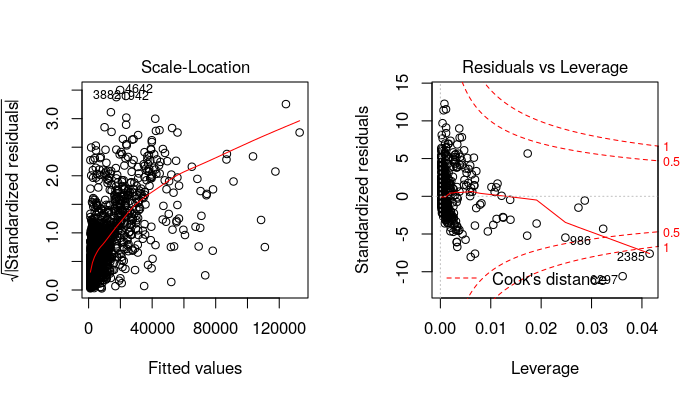 Scale-Location
√|Standardized residuals|
0.0 1.0 2.0 3.0
4642
1942
0 40000 80000 120000
Fitted values
Residuals vs Leverage
Standardized residuals
-10 -5 0 5 10 15
1
0.5
0.5
1
986
2385
6297
Cook's distance
0.00 0.01 0.02 0.03 0.04
Leverage